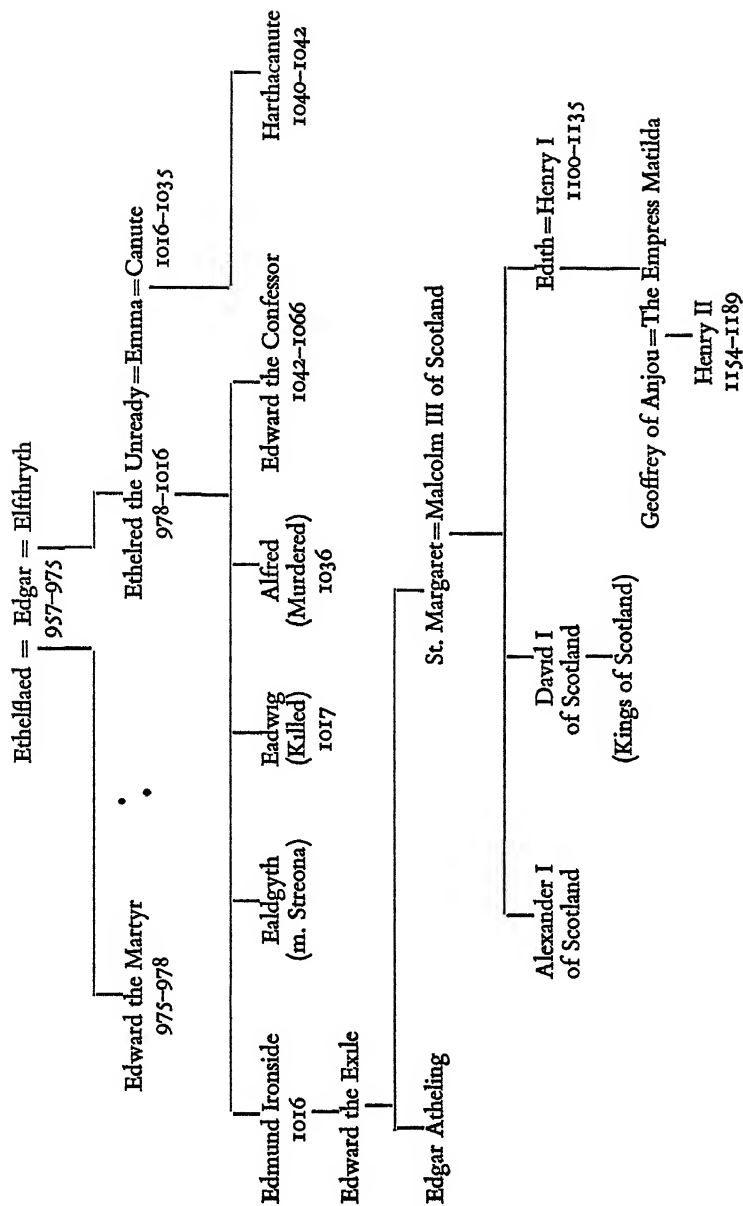 Ethelflaed = Edgar = Elfthryth
957–975
Edward the Martyr
975–978
Ethelred the Unready=Emma=Canute
978–1016
1016–1035
Edmund Ironside
1016
Ealdgyth
(m. Streona)
Eadwig
(Killed)
1017
Alfred
(Murdered)
1036
Edward the Confessor
1042–1066
Harthacanute
1040–1042
Edward the Exile
Edgar Atheling
St. Margaret=Malcolm III of Scotland
Alexander I
of Scotland
David I
of Scotland
(Kings of Scotland)
Edith=Henry I
1100–1135
Geoffrey of Anjou=The Empress Matilda
Henry II
1154–1189